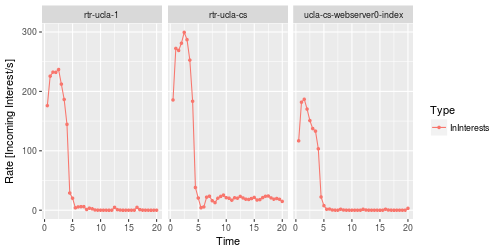 rtr-ucla-1 rtr-ucla-cs ucla-cs-webserver0-index
300
200
100
0
Rate [Incoming Interest/s]
0 5 10 15 20 0 5 10 15 20 0 5 10 15 20
Time
Type
InInterests